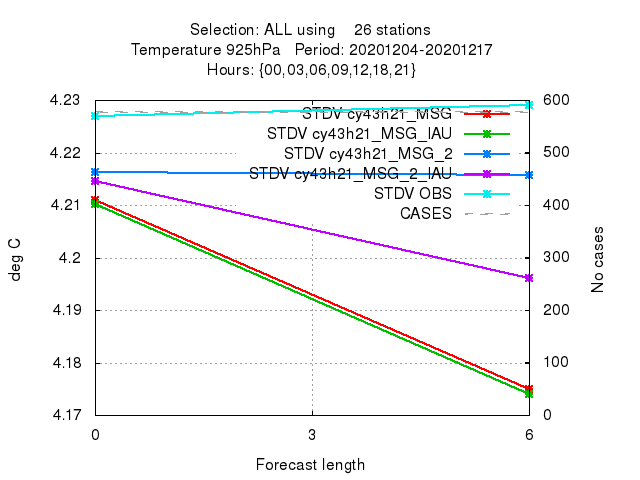 Selection: ALL using 26 stations
Temperature 925hPa Period: 20201204-20201217
Hours: {00,03,06,09,12,18,21}
4.23
4.22
4.21
4.2
4.19
4.18
4.17
deg C
STDV cy43h21_MSG
STDV cy43h21_MSG_IAU
STDV cy43h21_MSG_2
STDV cy43h21_MSG_2_IAU
STDV OBS
CASES
600
500
400
300
200
100
0
No cases
0 3 6
Forecast length